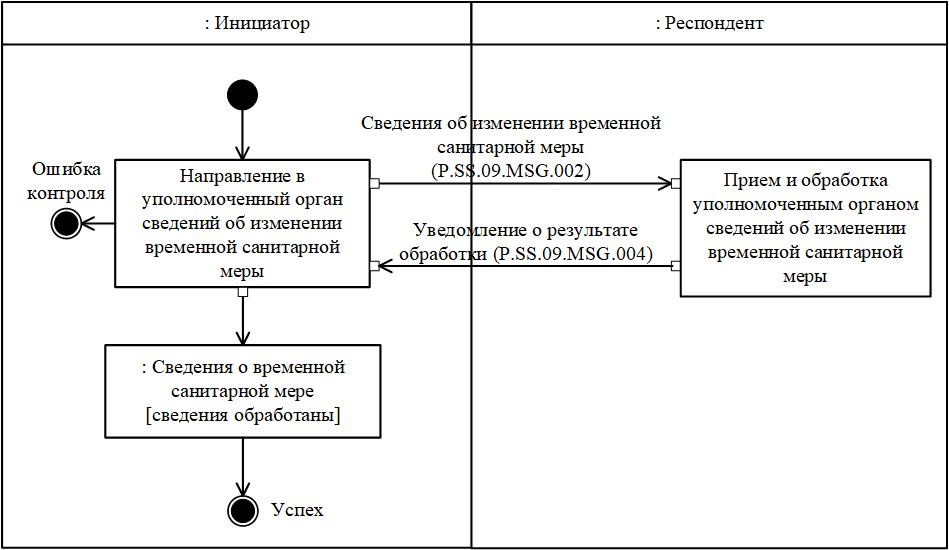 : Инициатор
: Респондент
Сведения об изменении временной
санитарной меры
(P.SS.09.MSG.002)
Ошибка
контроля
Направление в
уполномоченный орган
сведений об изменении
временной санитарной
меры
Прием и обработка
уполномоченным органом
сведений об изменении
временной санитарной
меры
Уведомление о результате
обработки (P.SS.09.MSG.004)
: Сведения о временной
санитарной мере
[сведения обработаны]
Успех